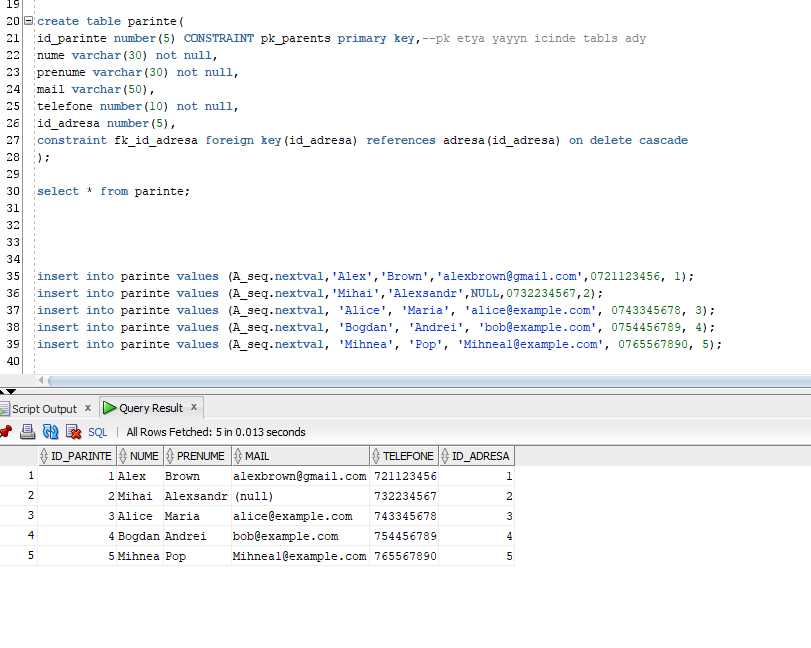 19
20 create table parinte(
21 id_parinte number(5) CONSTRAINT pk_parents primary key,--pk etya yayyn icinde tabls ady
22 nume varchar(30) not null,
23 prenume varchar(30) not null,
24 mail varchar(50),
25 telefone number(10) not null,
26 id_adresa number(5),
27 constraint fk_id_adresa foreign key(id_adresa) references adresa(id_adresa) on delete cascade
28 );
29
30 select * from parinte;
31
32
33
34
35 insert into parinte values (A_seq.nextval,'Alex','Brown','alexbrown@gmail.com',0721123456, 1);
36 insert into parinte values (A_seq.nextval,'Mihai','Alexsandr',NULL,0732234567,2);
37 insert into parinte values (A_seq.nextval, 'Alice', 'Maria', 'alice@example.com', 0743345678, 3);
38 insert into parinte values (A_seq.nextval, 'Bogdan', 'Andrei', 'bob@example.com', 0754456789, 4);
39 insert into parinte values (A_seq.nextval, 'Mihnea', 'Pop', 'Mihnea1@example.com', 0765567890, 5);
40
Script Output x Query Result x
SQL | All Rows Fetched: 5 in 0.013 seconds
ID_PARINTE NUME PRENUME MAIL TELEFONE ID_ADRESA
1 1 Alex Brown alexbrown@gmail.com 721123456 1
2 2 Mihai Alexsandr (null) 732234567 2
3 3 Alice Maria alice@example.com 743345678 3
4 4 Bogdan Andrei bob@example.com 754456789 4
5 5 Mihnea Pop Mihnea1@example.com 765567890 5